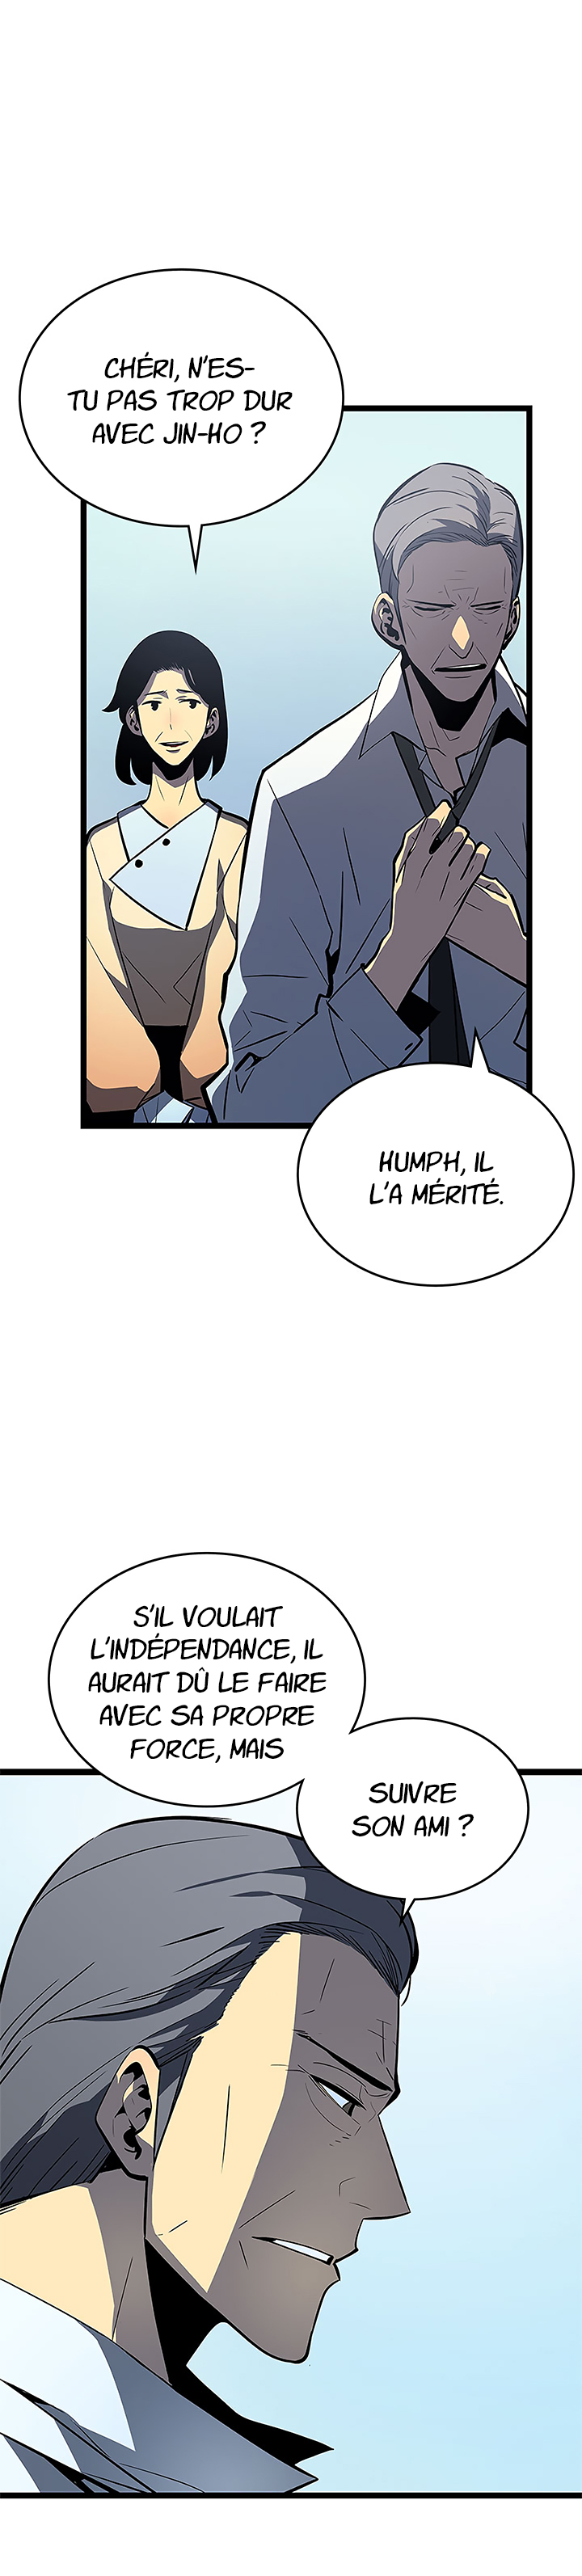 CHÉRI, N'ES-
TU PAS TROP DUR
AVEC JIN-HO ?
HUMPH, IL
L'A MÉRITÉ.
S'IL VOULAIT
L'INDÉPENDANCE, IL
AURAIT DÛ LE FAIRE
AVEC SA PROPRE
FORCE, MAIS
SUIVRE
SON AMI ?